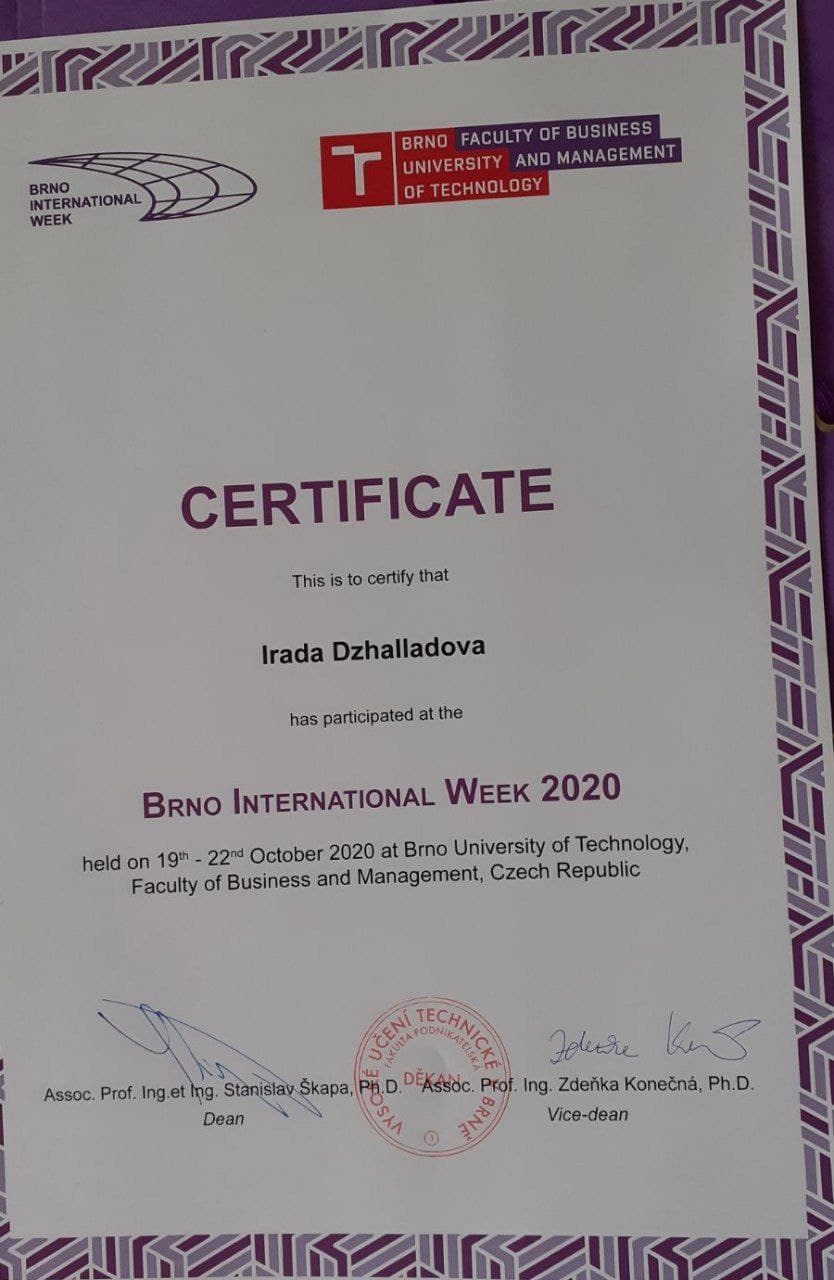 BRNO
INTERNATIONAL
WEEK
BRNO FACULTY OF BUSINESS
UNIVERSITY AND MANAGEMENT
OF TECHNOLOGY
CERTIFICATE
This is to certify that
Irada Dzhalladova
has participated at the
BRNO INTERNATIONAL WEEK 2020
held on 19th - 22nd October 2020 at Brno University of Technology,
Faculty of Business and Management, Czech Republic
VYSOKÉ UČENÍ TECHNICKÉ V BRNĚ
FAKULTA PODNIKATELSKÁ
DĚKAN
1
Assoc. Prof. Ing.et Ing. Stanislav Škapa, Ph.D.
Dean
Assoc. Prof. Ing. Zdeňka Konečná, Ph.D.
Vice-dean